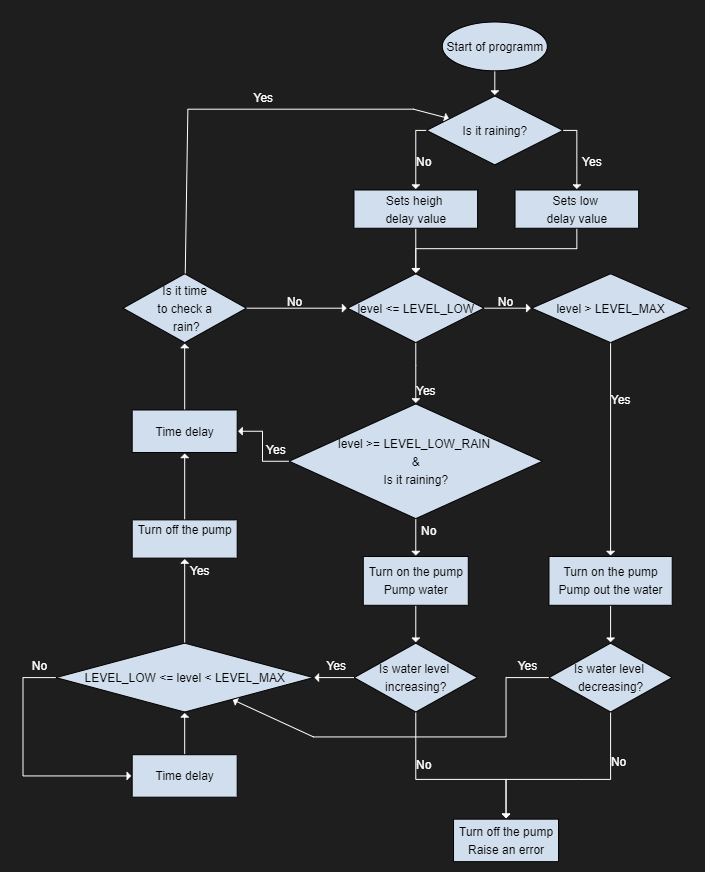 Start of programm
Yes
Is it raining?
No
Yes
Sets heigh
delay value
Sets low
delay value
Is it time
to check a
rain?
No
level <= LEVEL_LOW
No
level > LEVEL_MAX
Yes
Yes
Time delay
Yes
level >= LEVEL_LOW_RAIN
&
Is it raining?
Turn off the pump
No
Yes
Turn on the pump
Pump water
Turn on the pump
Pump out the water
No
LEVEL_LOW <= level < LEVEL_MAX
Yes
Is water level
increasing?
Yes
Is water level
decreasing?
Time delay
No
No
Turn off the pump
Raise an error